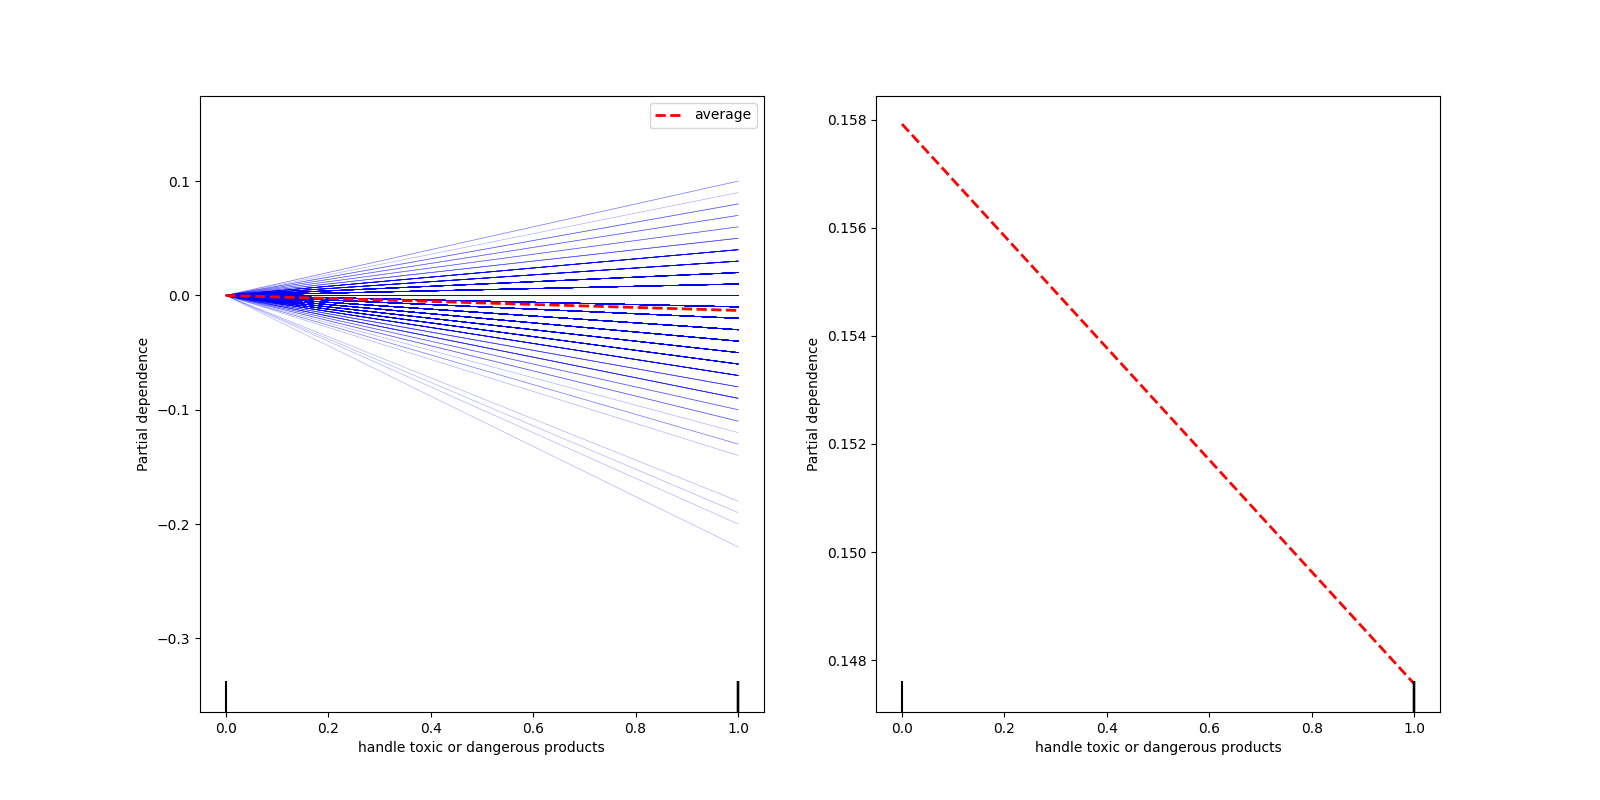 average
0.1
0.0
−0.1
−0.2
−0.3
Partial dependence
0.0 0.2 0.4 0.6 0.8 1.0
handle toxic or dangerous products
0.158
0.156
0.154
0.152
0.150
0.148
Partial dependence
0.0 0.2 0.4 0.6 0.8 1.0
handle toxic or dangerous products